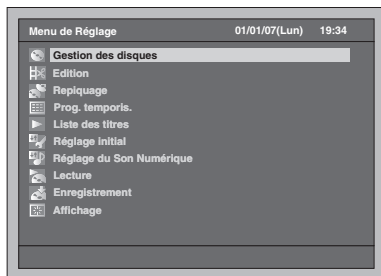 Menu de Réglage 01/01/07(Lun) 19:34
Gestion des disques
Edition
Repiquage
Prog. temporis.
Liste des titres
Réglage initial
Réglage du Son Numérique
Lecture
Enregistrement
Affichage